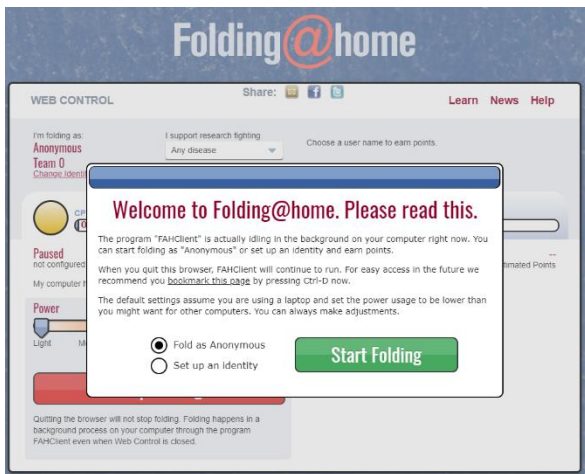 Folding@home
WEB CONTROL
Share:
Learn News Help
I'm folding as:
Anonymous
Team 0
Change Identi
I support research fighting
Any disease
Choose a user name to earn points.
Welcome to Folding@home. Please read this.
The program "FAHClient" is actually idling in the background on your computer right now. You
can start folding as "Anonymous" or set up an identity and earn points.
When you quit this browser, FAHClient will continue to run. For easy access in the future we
recommend you bookmark this page by pressing Ctrl-D now.
The default settings assume you are using a laptop and set the power usage to be lower than
you might want for other computers. You can always make adjustments.
Fold as Anonymous
Set up an identity
Start Folding
CP
Paused
not configured
timated Points
My computer
Power
Light
Quitting the browser will not stop folding. Folding happens in a
background process on your computer through the program
FAHClient even when Web Control is closed.